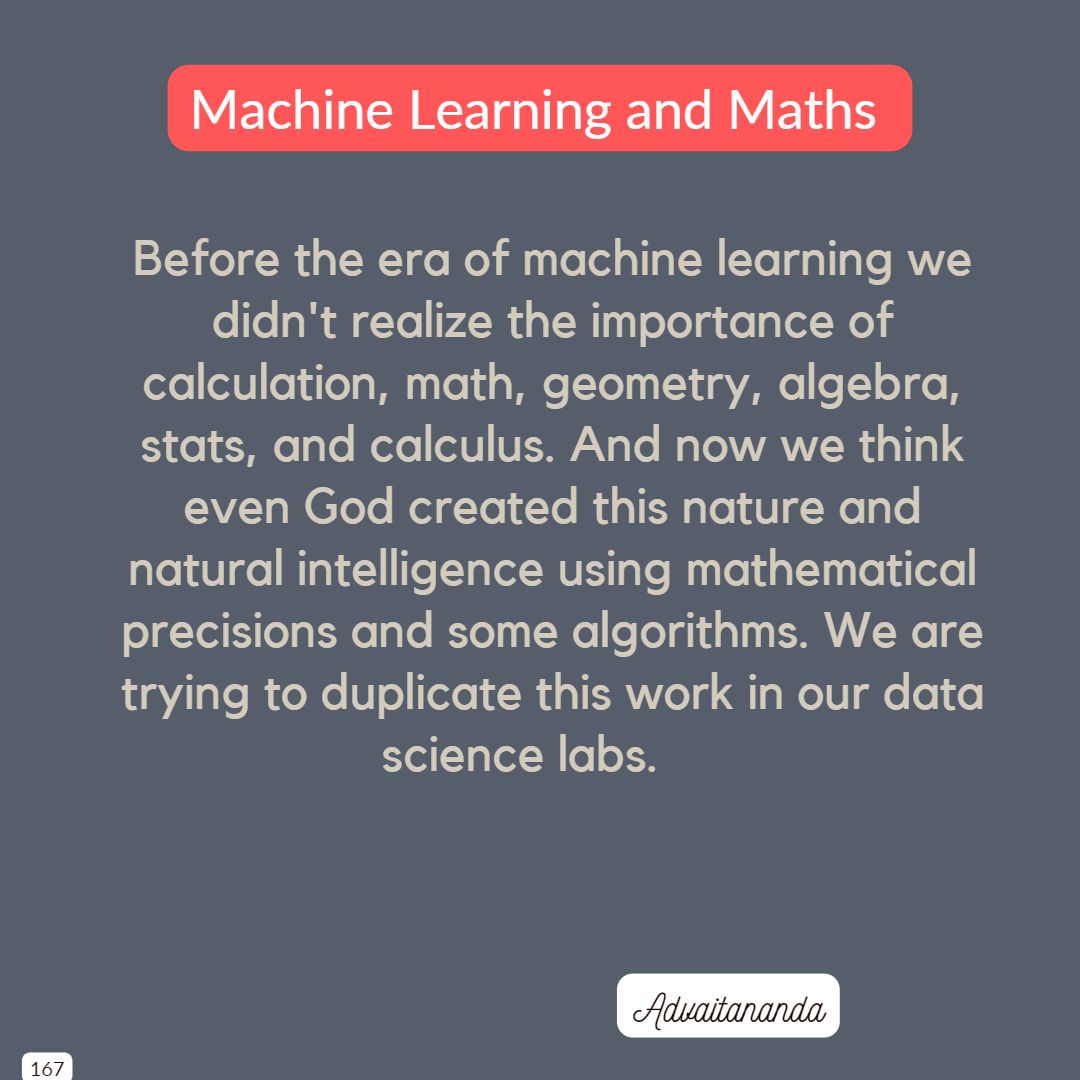 Machine Learning and Maths
Before the era of machine learning we
didn't realize the importance of
calculation, math, geometry, algebra,
stats, and calculus. And now we think
even God created this nature and
natural intelligence using mathematical
precisions and some algorithms. We are
trying to duplicate this work in our data
science labs.
Advaitananda
167